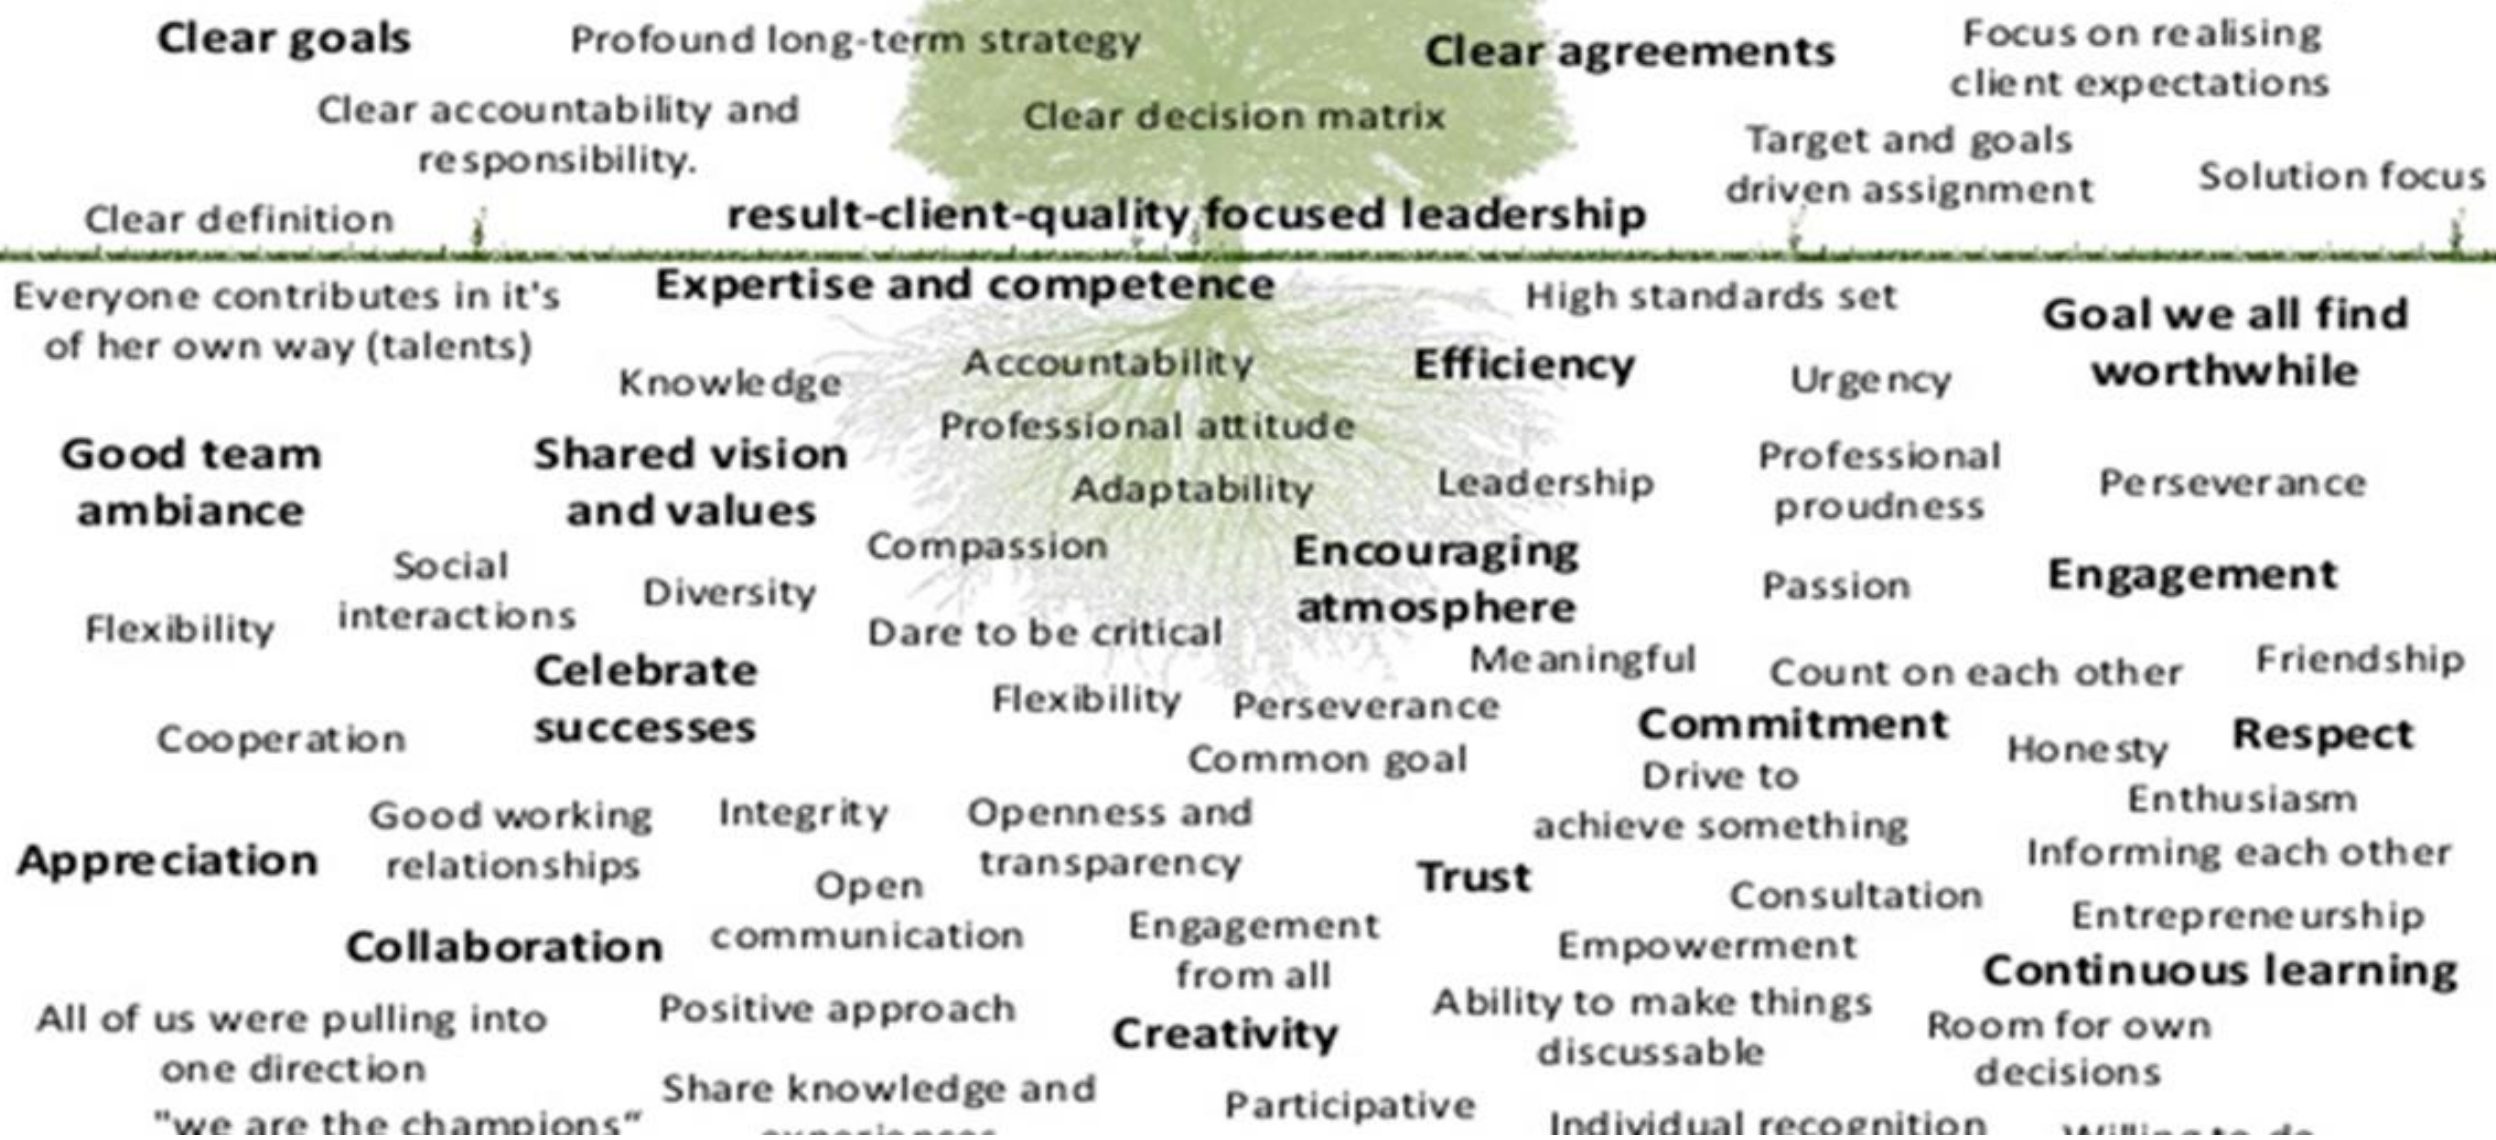 Clear goals
Profound long-term strategy
Clear agreements
Focus on realising
client expectations
Clear accountability and
responsibility.
Clear decision matrix
Target and goals
driven assignment
Solution focus
Clear definition
result-client-quality focused leadership
Everyone contributes in it's
of her own way (talents)
Expertise and competence
High standards set
Goal we all find
worthwhile
Knowledge
Accountability
Efficiency
Urgency
Professional attitude
Good team
ambiance
Shared vision
and values
Adaptability
Leadership
Professional
proudness
Perseverance
Compassion
Encouraging
atmosphere
Social
interactions
Diversity
Passion
Engagement
Flexibility
Dare to be critical
Meaningful
Count on each other
Friendship
Celebrate
successes
Flexibility
Perseverance
Commitment
Honesty
Respect
Cooperation
Common goal
Drive to
achieve something
Enthusiasm
Good working
relationships
Integrity
Openness and
transparency
Informing each other
Appreciation
Open
communication
Trust
Consultation
Entrepreneurship
Collaboration
Engagement
from all
Empowerment
Continuous learning
All of us were pulling into
one direction
Positive approach
Creativity
Ability to make things
discussable
Room for own
decisions
"we are the champions“
Share knowledge and
experiences
Participative
Individual recognition
Willing to do